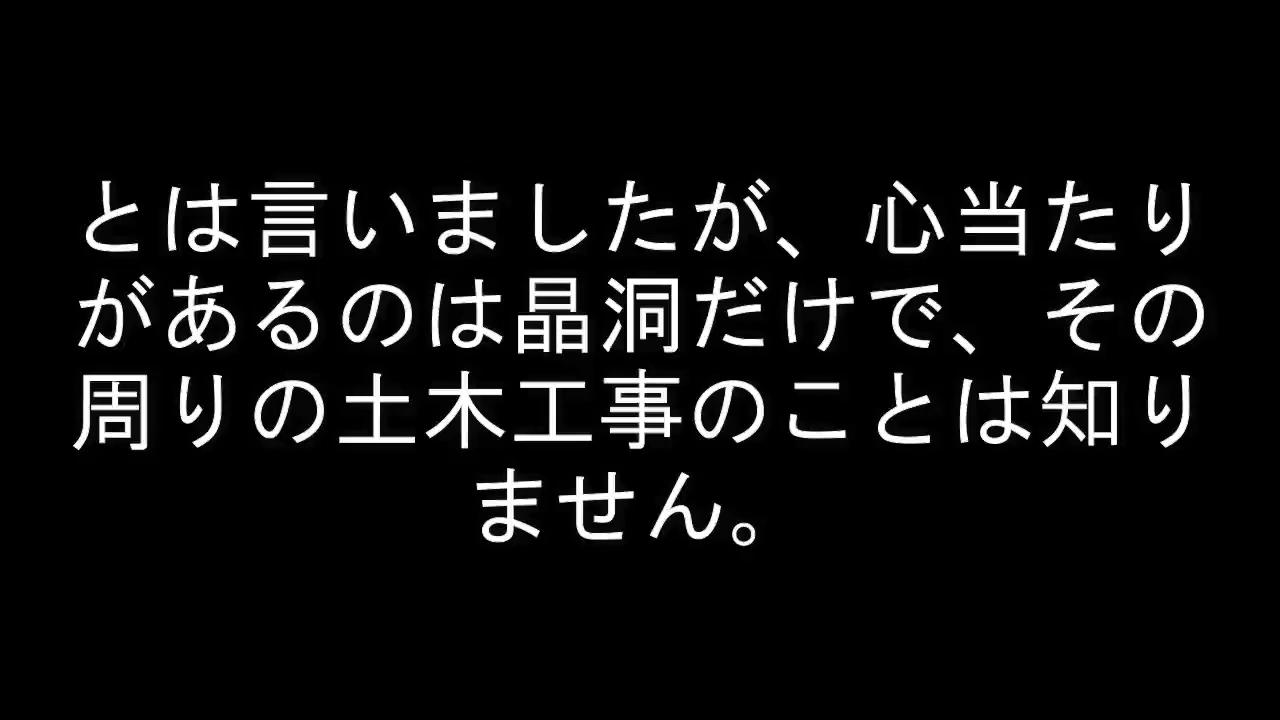 とは言いましたが、心当たり
があるのは晶洞だけで、その
周りの土木工事のことは知り
ません。